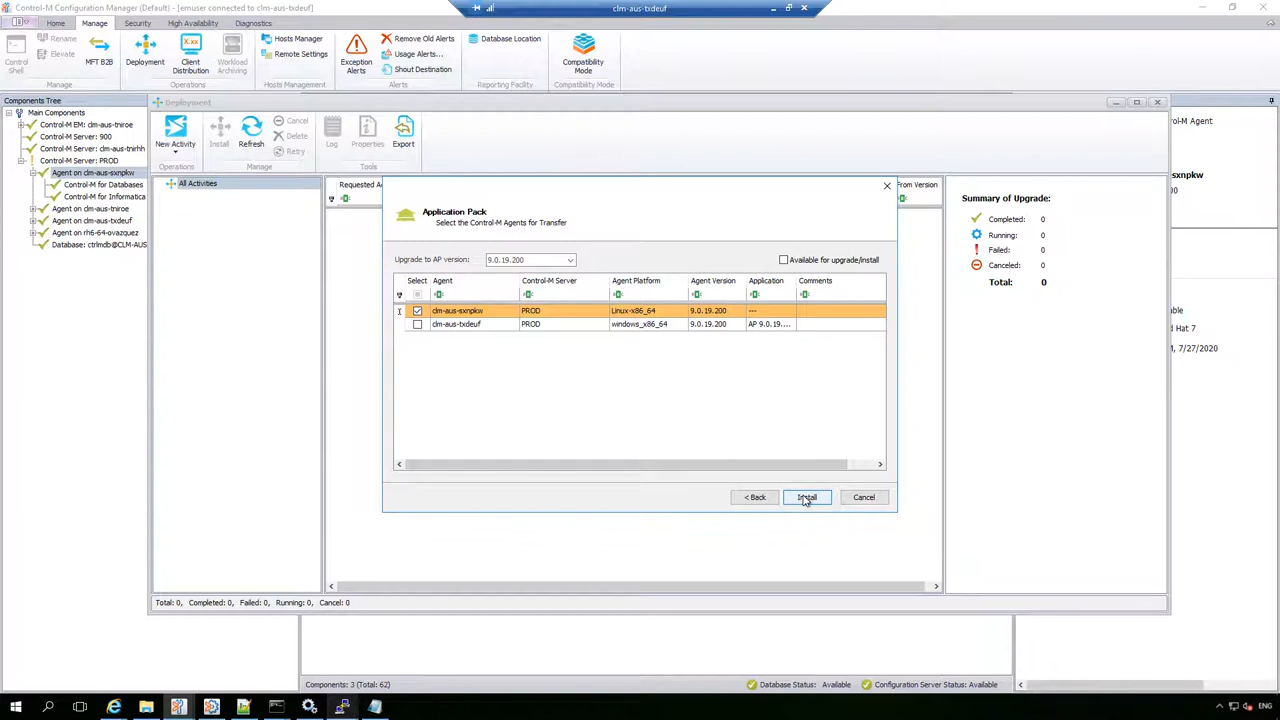 Control-M Configuration Manager (Default) - [emuser connected to clm-aus-txdeuf]
clm-aus-txdeuf
Home
Manage
Security
High Availability
Diagnostics
Control Shell
Rename
Elevate
MFT B2B
Manage
Deployment
Client Distribution
Workload Archiving
Operations
Hosts Manager
Remote Settings
Hosts Management
Exception Alerts
Remove Old Alerts
Usage Alerts...
Shout Destination
Alerts
Database Location
Reporting Facility
Compatibility Mode
Compatibility Mode
Components Tree
Main Components
Control-M EM: clm-aus-tniroe
Control-M Server: 900
Control-M Server: clm-aus-tnirhh
Control-M Server: PROD
Agent on clm-aus-sxnpkw
Control-M for Databases
Control-M for Informatica
Agent on clm-aus-tniroe
Agent on clm-aus-txdeuf
Agent on rh6-64-ovazquez
Database: ctrlmdb@CLM-AUS
Deployment
New Activity
Operations
Install
Refresh
Cancel
Delete
Retry
Manage
Log
Properties
Export
Tools
All Activities
Requested A
From Version
Application Pack
Select the Control-M Agents for Transfer
Upgrade to AP version:
9.0.19.200
Available for upgrade/install
Select Agent Control-M Server Agent Platform Agent Version Application Comments
clm-aus-sxnpkw PROD Linux-x86_64 9.0.19.200 ---
clm-aus-txdeuf PROD windows_x86_64 9.0.19.200 AP 9.0.19....
< Back
Install
Cancel
Summary of Upgrade:
Completed: 0
Running: 0
Failed: 0
Canceled: 0
Total: 0
ol-M Agent
sxnpkw
d Hat 7
M, 7/27/2020
Total: 0, Completed: 0, Failed: 0, Running: 0, Cancel: 0
Components: 3 (Total: 62)
Database Status: Available
Configuration Server Status: Available
ENG